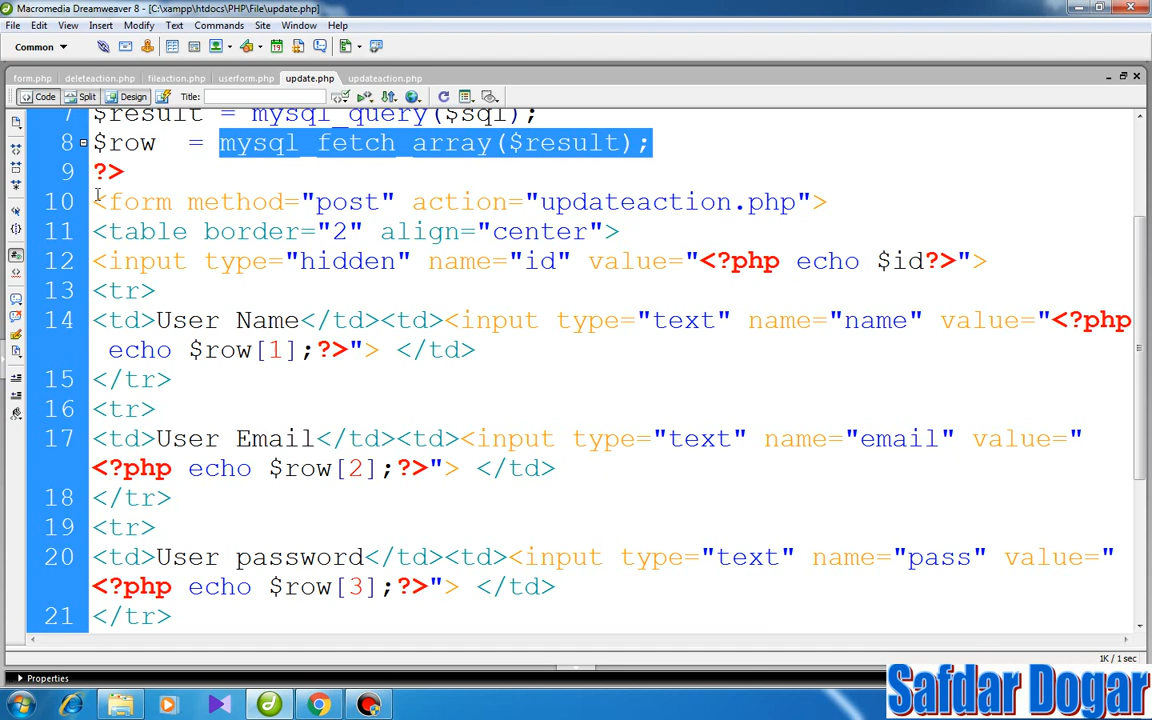 Macromedia Dreamweaver 8 - [C:\xampp\htdocs\PHP\File\update.php]
File Edit View Insert Modify Text Commands Site Window Help
Common
form.php deleteaction.php fileaction.php userform.php update.php updateaction.php
Code Split Design Title:
7 $result = mysql_query($sql);
8 $row = mysql_fetch_array($result);
9 ?>
10 <form method="post" action="updateaction.php">
11 <table border="2" align="center">
12 <input type="hidden" name="id" value="<?php echo $id?>">
13 <tr>
14 <td>User Name</td><td><input type="text" name="name" value="<?php
echo $row[1];?>"> </td>
15 </tr>
16 <tr>
17 <td>User Email</td><td><input type="text" name="email" value="
<?php echo $row[2];?>"> </td>
18 </tr>
19 <tr>
20 <td>User password</td><td><input type="text" name="pass" value="
<?php echo $row[3];?>"> </td>
21 </tr>
1K / 1 sec
Properties
Safdar Dogar